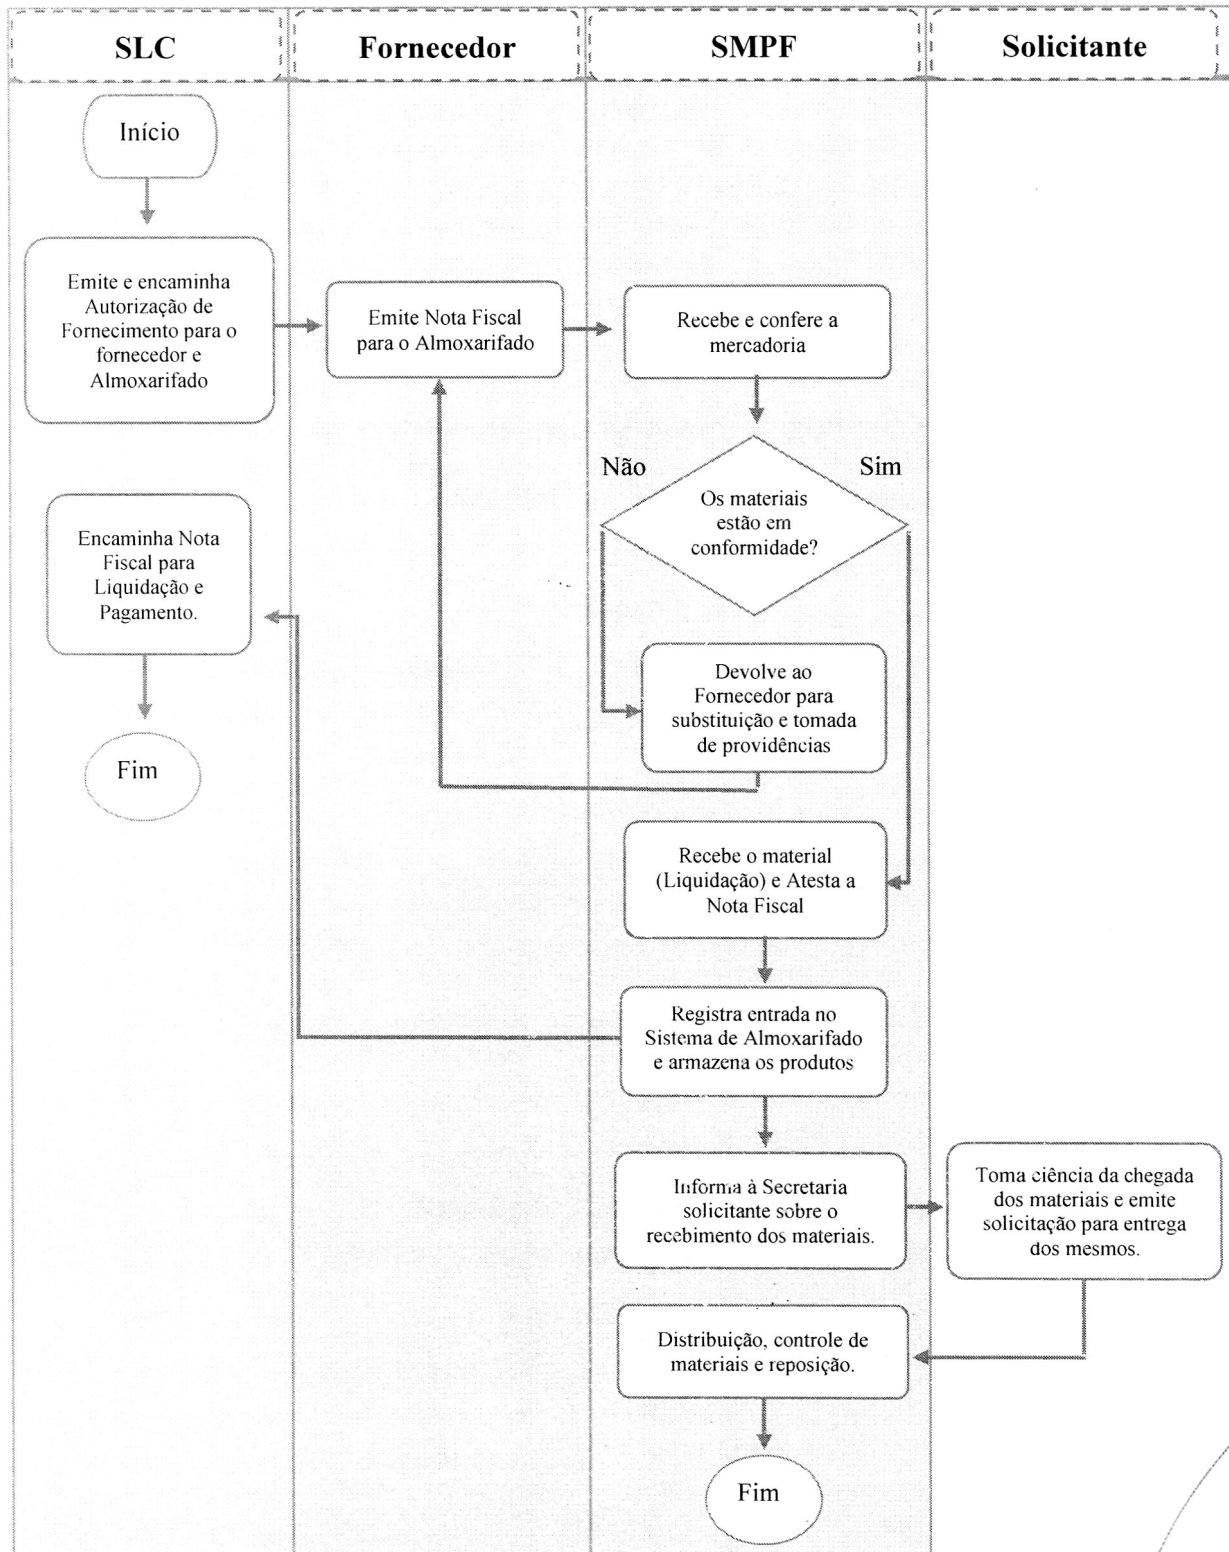 SLC
Fornecedor
SMPF
Solicitante
Início
Emite e encaminha
Autorização de
Fornecimento para o
fornecedor e
Almoxarifado
Emite Nota Fiscal
para o Almoxarifado
Recebe e confere a
mercadoria
Não
Sim
Os materiais
estão em
conformidade?
Encaminha Nota
Fiscal para
Liquidação e
Pagamento.
Devolve ao
Fornecedor para
substituição e tomada
de providências
Fim
Recebe o material
(Liquidação) e Atesta a
Nota Fiscal
Registra entrada no
Sistema de Almoxarifado
e armazena os produtos
Informa à Secretaria
solicitante sobre o
recebimento dos materiais.
Toma ciência da chegada
dos materiais e emite
solicitação para entrega
dos mesmos.
Distribuição, controle de
materiais e reposição.
Fim